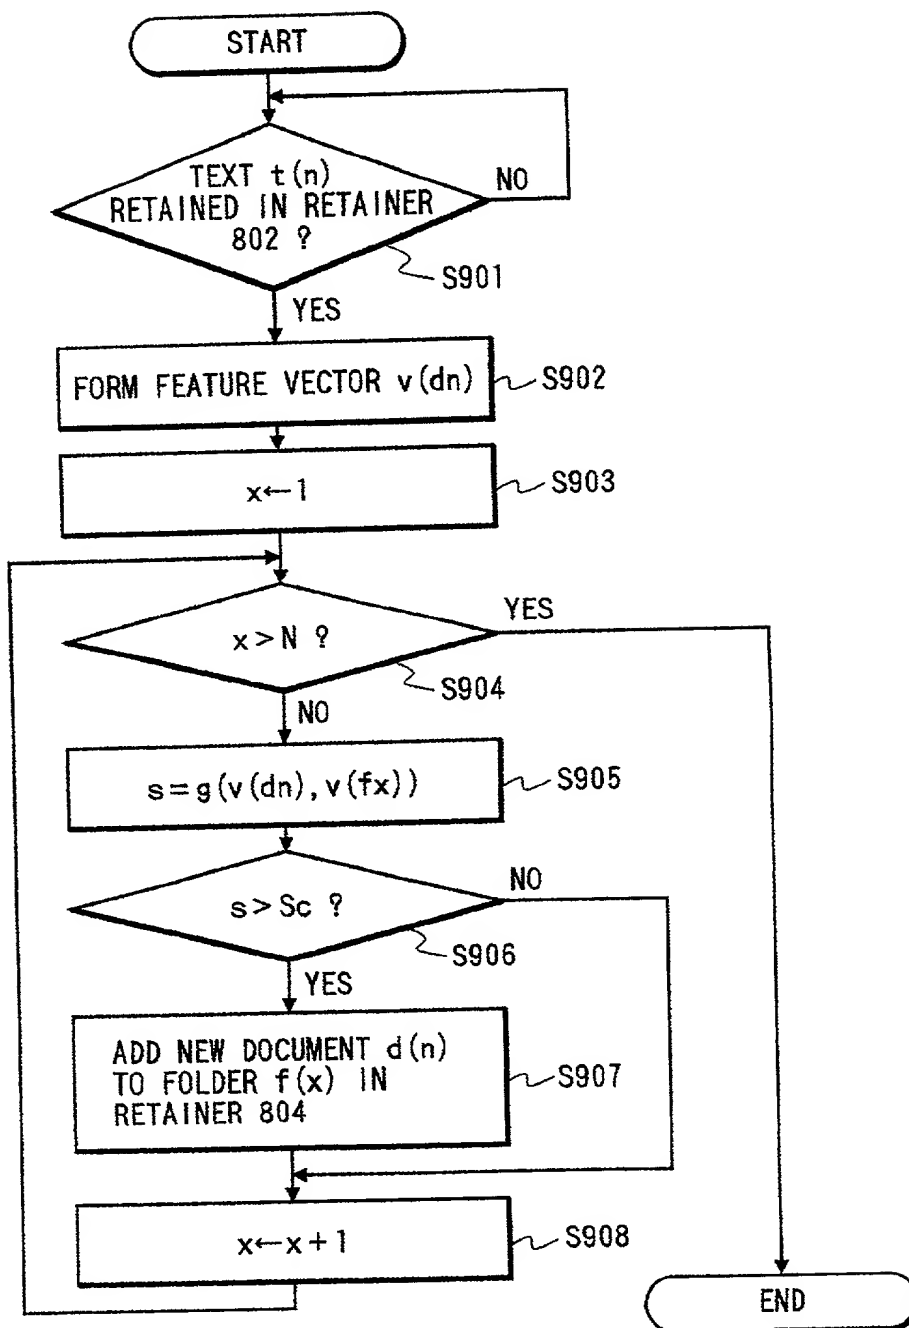 START
TEXT t(n)
RETAINED IN RETAINER
802 ?
NO
S901
YES
FORM FEATURE VECTOR v(dn)
S902
x←1
S903
x>N ?
YES
S904
NO
s=g(v(dn),v(fx))
S905
s>Sc ?
NO
S906
YES
ADD NEW DOCUMENT d(n)
TO FOLDER f(x) IN
RETAINER 804
S907
x←x+1
S908
END